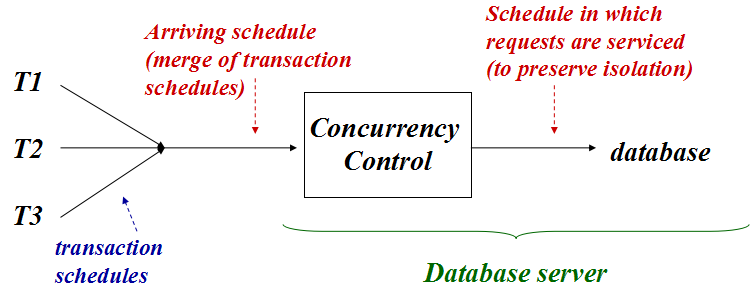 Arriving schedule
(merge of transaction
schedules)
Schedule in which
requests are serviced
(to preserve isolation)
T1
T2
T3
Concurrency
Control
database
transaction
schedules
Database server